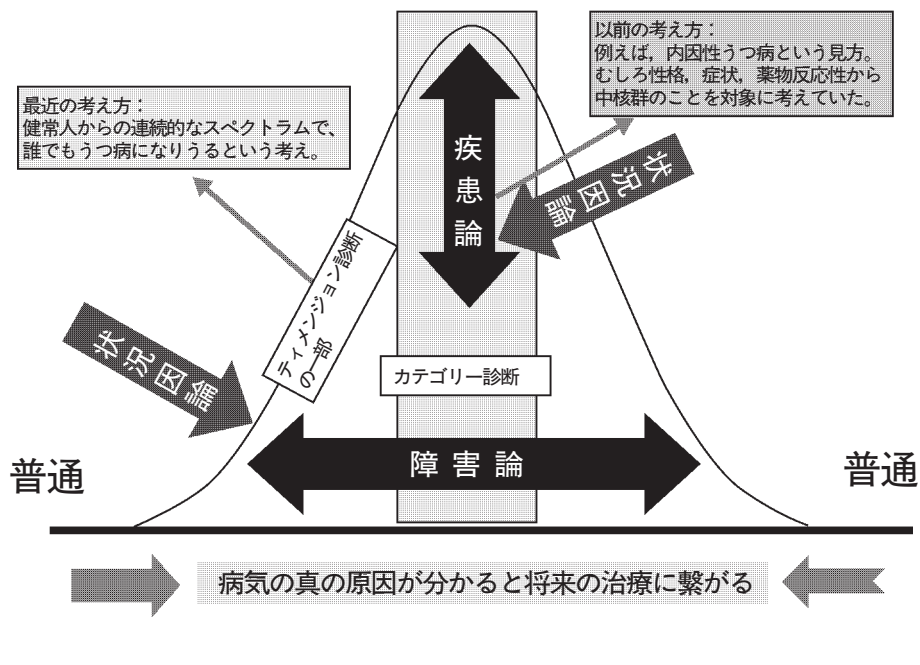 以前の考え方：
例えば，内因性うつ病という見方。
むしろ性格，症状，薬物反応性から
中核群のことを対象に考えていた。
最近の考え方：
健常人からの連続的なスペクトラムで、
誰でもうつ病になりうるという考え。
疾患論
状況因論
ティメンジョン診断
の一部
状況因論
カテゴリー診断
障害論
普通
普通
病気の真の原因が分かると将来の治療に繋がる